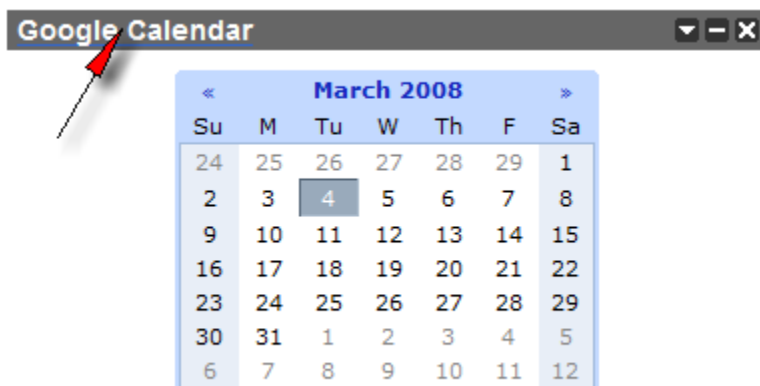 Google Calendar
« March 2008 »
Su M Tu W Th F Sa
24 25 26 27 28 29 1
2 3 4 5 6 7 8
9 10 11 12 13 14 15
16 17 18 19 20 21 22
23 24 25 26 27 28 29
30 31 1 2 3 4 5
6 7 8 9 10 11 12